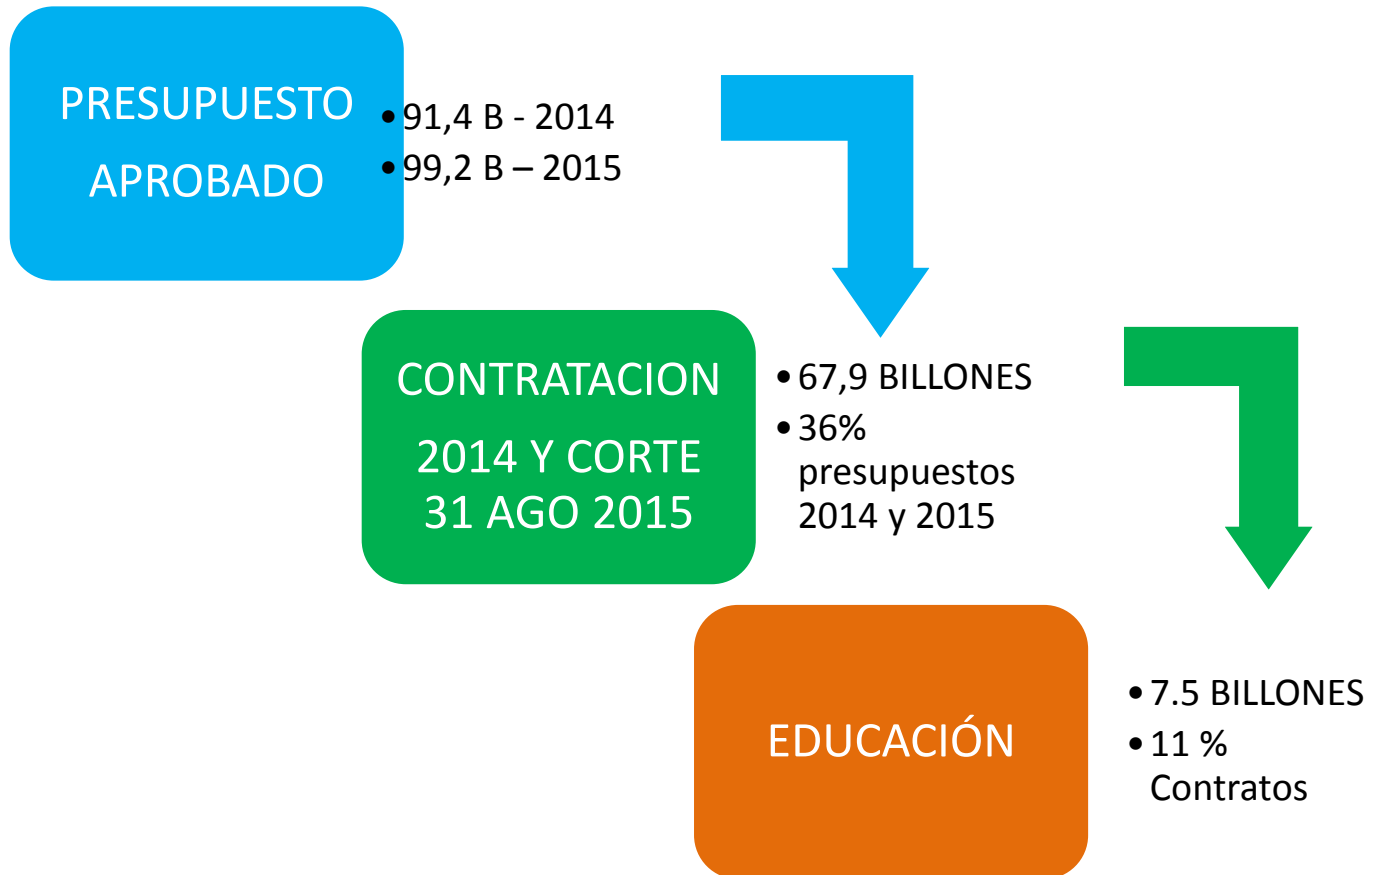 PRESUPUESTO
APROBADO
• 91,4 B - 2014
• 99,2 B – 2015
CONTRATACION
2014 Y CORTE
31 AGO 2015
• 67,9 BILLONES
• 36%
presupuestos
2014 y 2015
EDUCACIÓN
• 7.5 BILLONES
• 11 %
Contratos